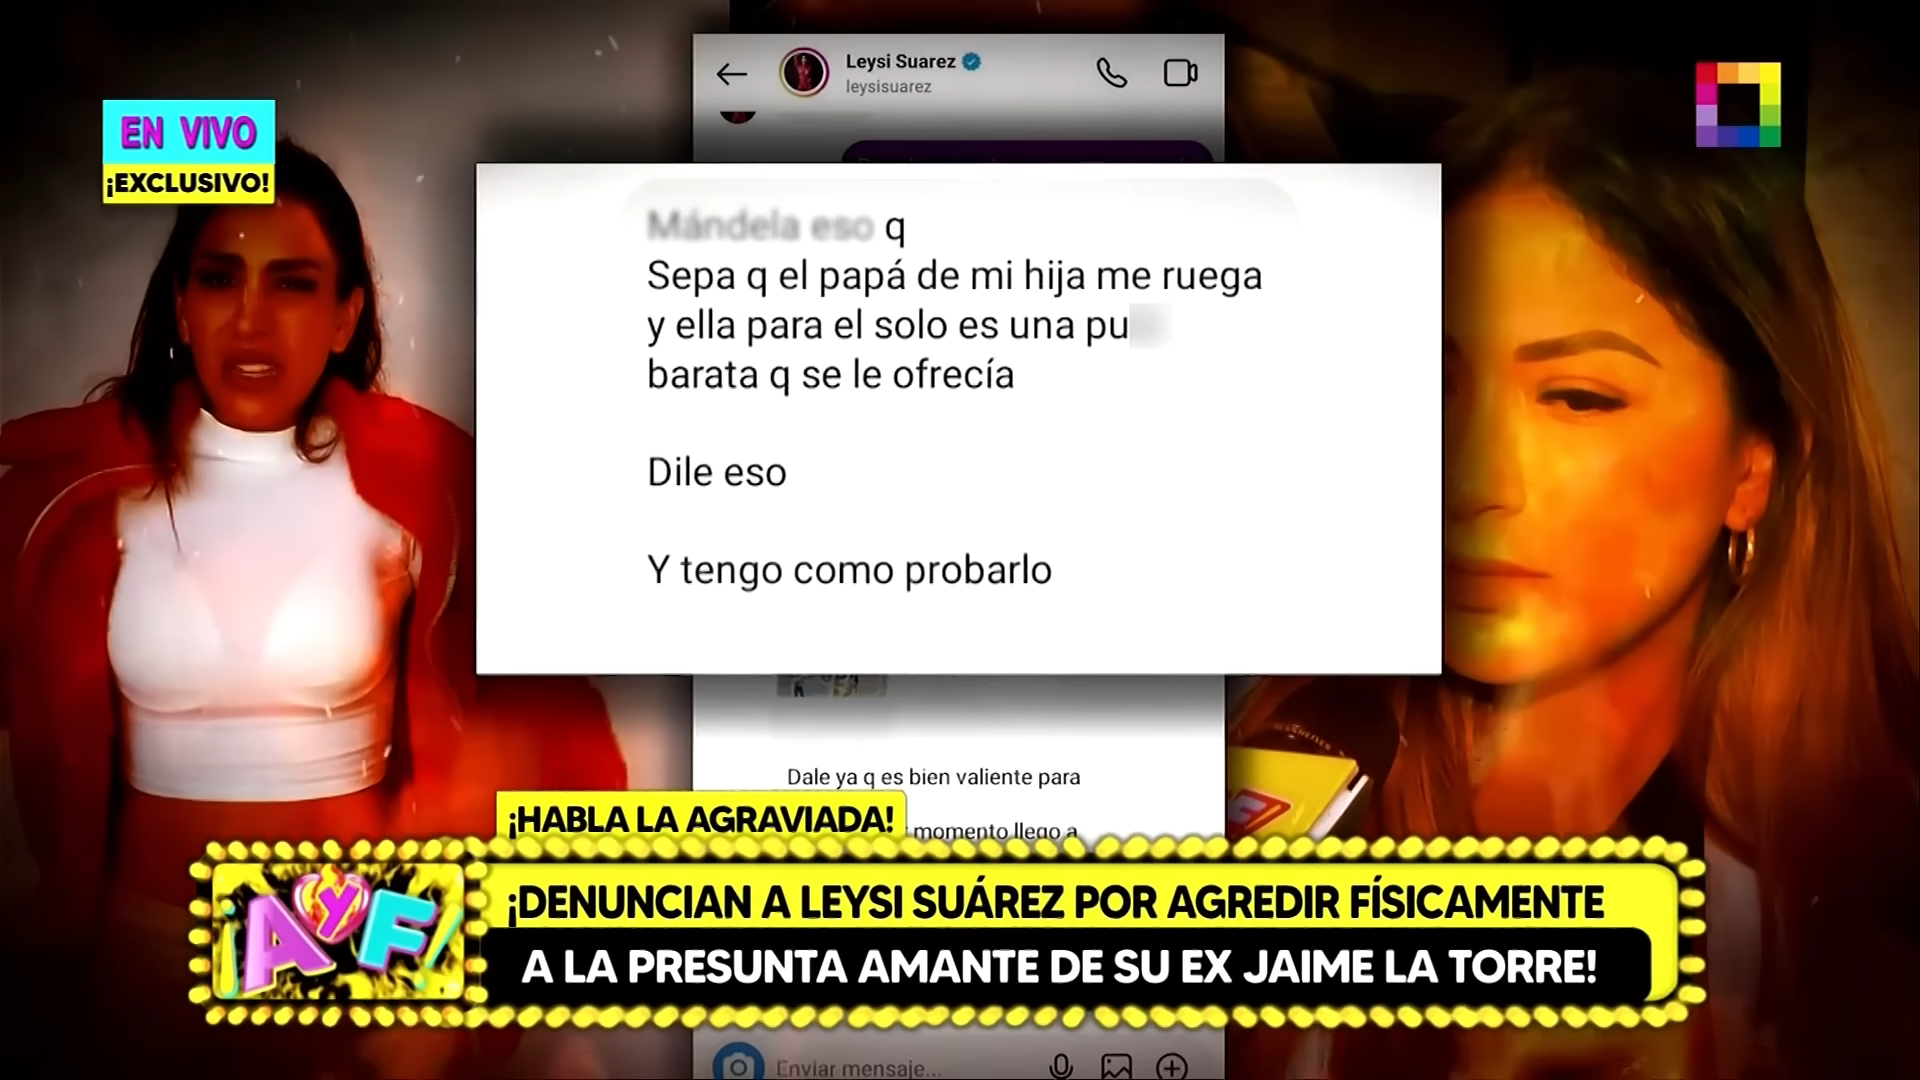 Leysi Suarez
leysisuarez
EN VIVO
¡EXCLUSIVO!
Mándela eso q
Sepa q el papá de mi hija me ruega
y ella para el solo es una pu
barata q se le ofrecía
Dile eso
Y tengo como probarlo
Dale ya q es bien valiente para
momento llego a
¡HABLA LA AGRAVIADA!
¡AYF!
¡DENUNCIAN A LEYSI SUÁREZ POR AGREDIR FÍSICAMENTE
A LA PRESUNTA AMANTE DE SU EX JAIME LA TORRE!
Enviar mensaje...